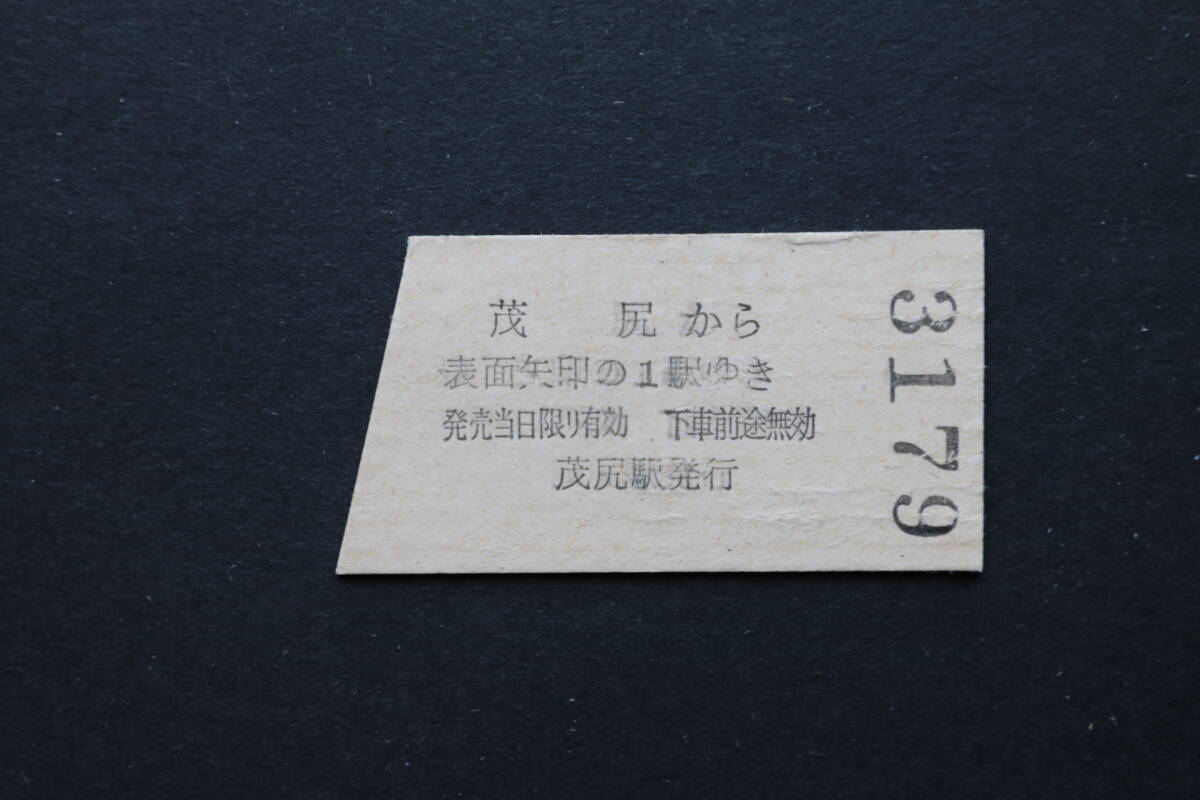 茂 尻 から
表面矢印の1駅ゆき
発売当日限り有効 下車前途無効
茂尻駅発行
3179